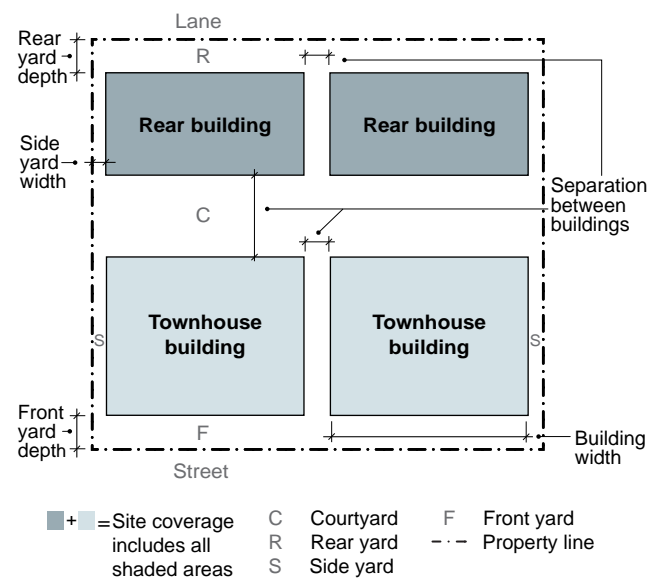 Lane
Rear
yard
depth
R
Rear building
Rear building
Side
yard
width
C
Separation
between
buildings
Townhouse
building
Townhouse
building
S
S
Front
yard
depth
F
Building
width
Street
+ = Site coverage
includes all
shaded areas
C Courtyard
R Rear yard
S Side yard
F Front yard
Property line